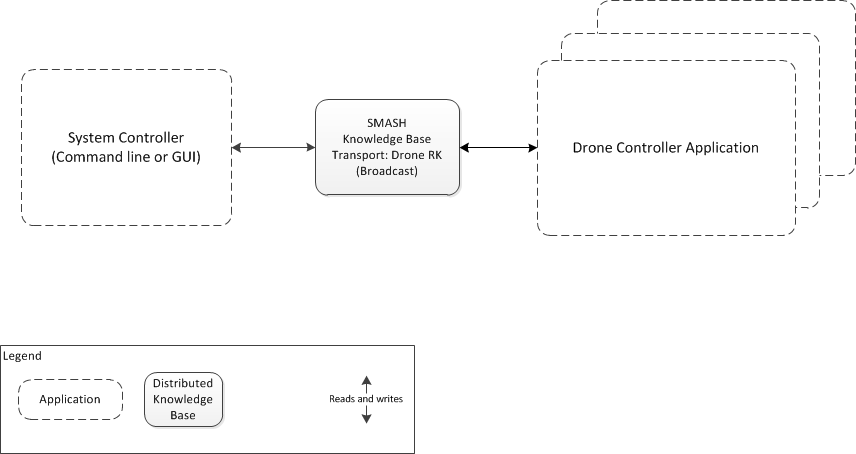 System Controller
(Command line or GUI)
SMASH
Knowledge Base
Transport: Drone RK
(Broadcast)
Drone Controller Application
Legend
Application
Distributed
Knowledge
Base
Reads and writes